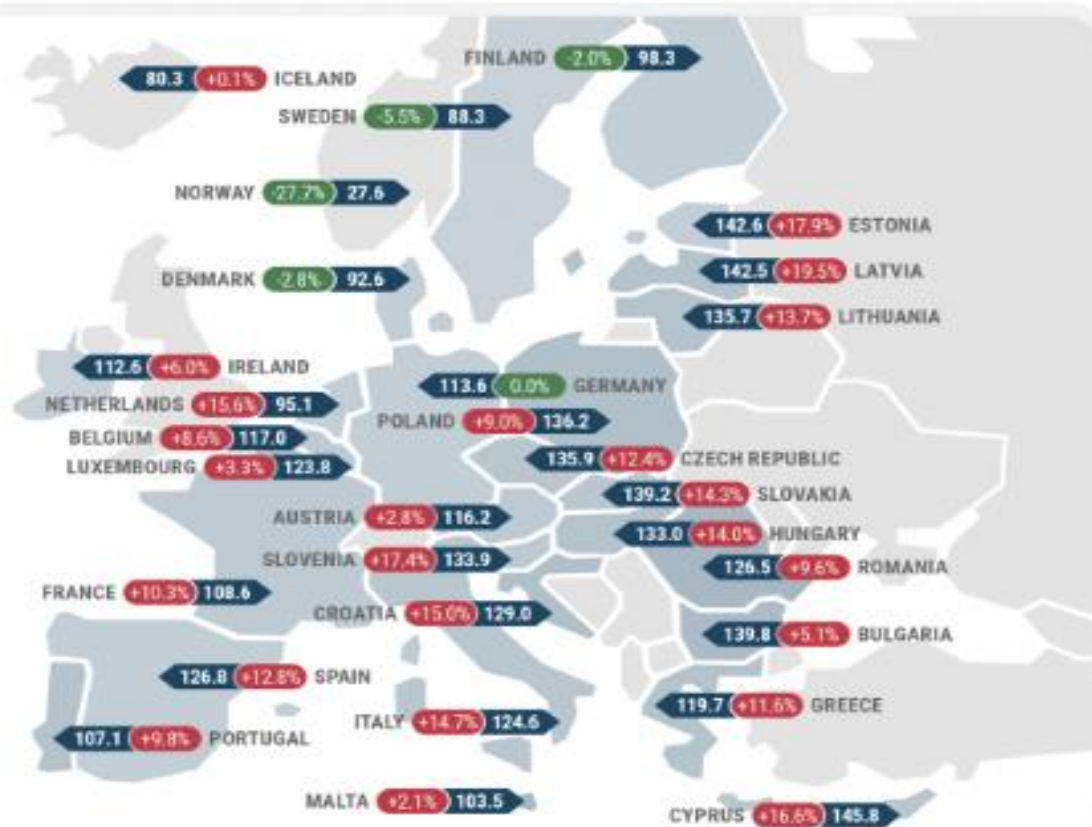 80.3 +0.1% ICELAND
FINLAND -2.0% 98.3
SWEDEN -5.5% 88.3
NORWAY -27.7% 27.6
142.6 +17.9% ESTONIA
142.5 +19.5% LATVIA
DENMARK -2.8% 92.6
135.7 +13.7% LITHUANIA
112.6 +6.0% IRELAND
113.6 0.0% GERMANY
NETHERLANDS +15.6% 95.1
POLAND +9.0% 136.2
BELGIUM +8.6% 117.0
135.9 +12.4% CZECH REPUBLIC
LUXEMBOURG +3.3% 123.8
139.2 +14.3% SLOVAKIA
AUSTRIA +2.8% 116.2
133.0 +14.0% HUNGARY
SLOVENIA +17.4% 133.9
126.5 +9.6% ROMANIA
FRANCE +10.3% 108.6
CROATIA +15.0% 129.0
139.8 +5.1% BULGARIA
126.8 +12.8% SPAIN
119.7 +11.6% GREECE
ITALY +14.7% 124.6
107.1 +9.8% PORTUGAL
MALTA +2.1% 103.5
CYPRUS +16.6% 145.8